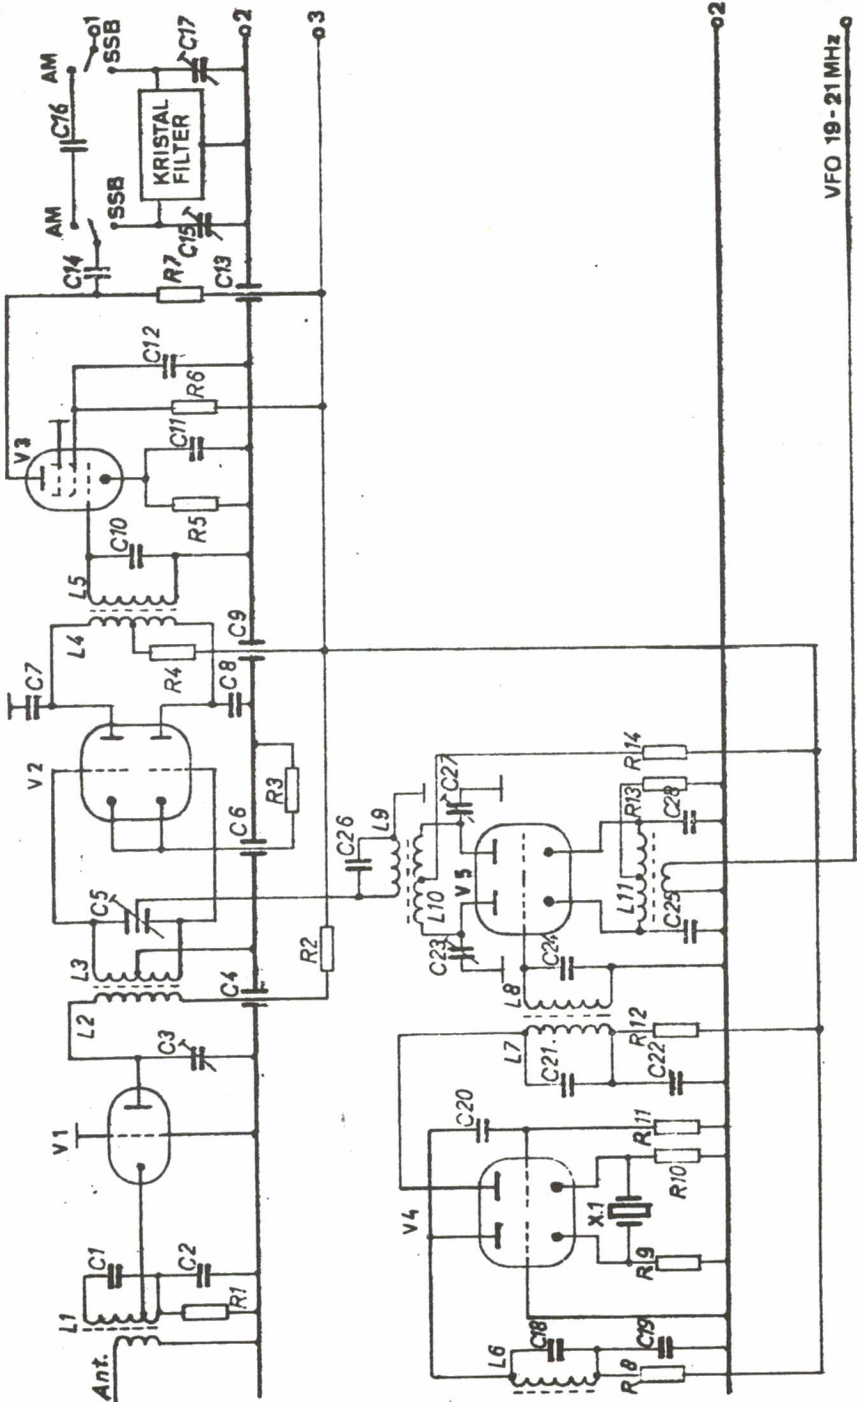 Ant.
L1
C1
C2
R1
V1
C3
L2
L3
C4
C5
R2
V2
C6
R3
C7
C8
L4
R4
C9
L5
C10
V3
R5
C11
R6
C12
C14
R7
C13
AM
SSB
C16
C15
KRISTAL
FILTER
AM
SSB
C17
1
2
3
L6
C18
C19
R8
V4
R9
X1
R10
R11
C20
L7
C21
C22
R12
L8
C24
C23
V5
L10
L9
C26
C27
L11
C25
C28
R13
R14
2
VFO 19-21MHz